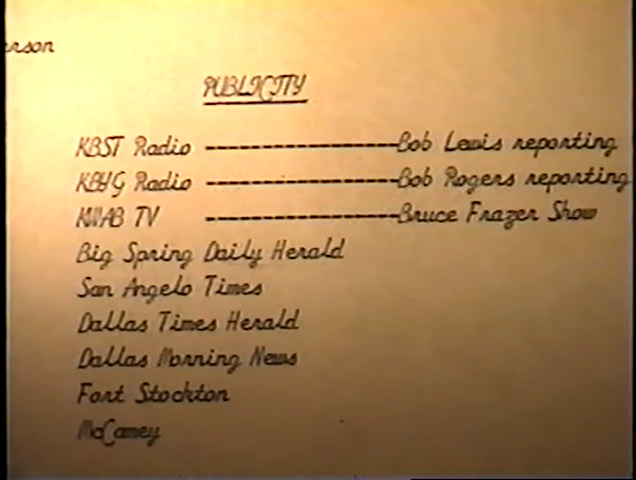 erson
PUBLICITY
KBST Radio --------------------Bob Lewis reporting
KBYG Radio --------------------Bob Rogers reporting
KWAB TV --------------------Bruce Frazer Show
Big Spring Daily Herald
San Angelo Times
Dallas Times Herald
Dallas Morning News
Fort Stockton
McCamey